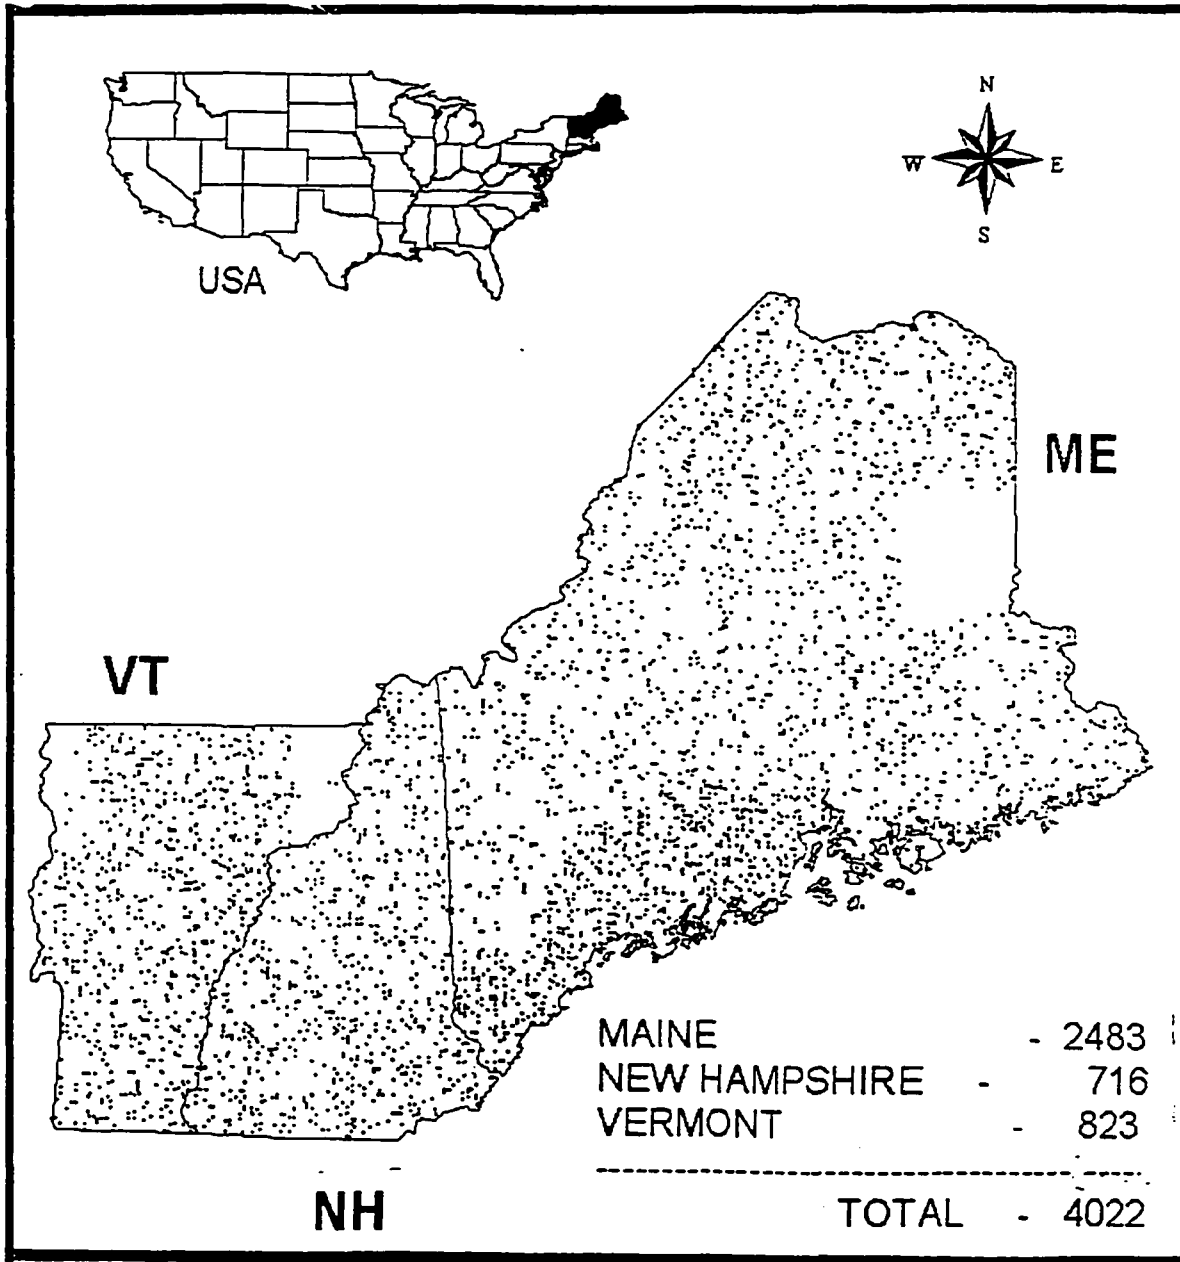 USA
N
W E
S
ME
VT
MAINE - 2483
NEW HAMPSHIRE - 716
VERMONT - 823
TOTAL - 4022
NH